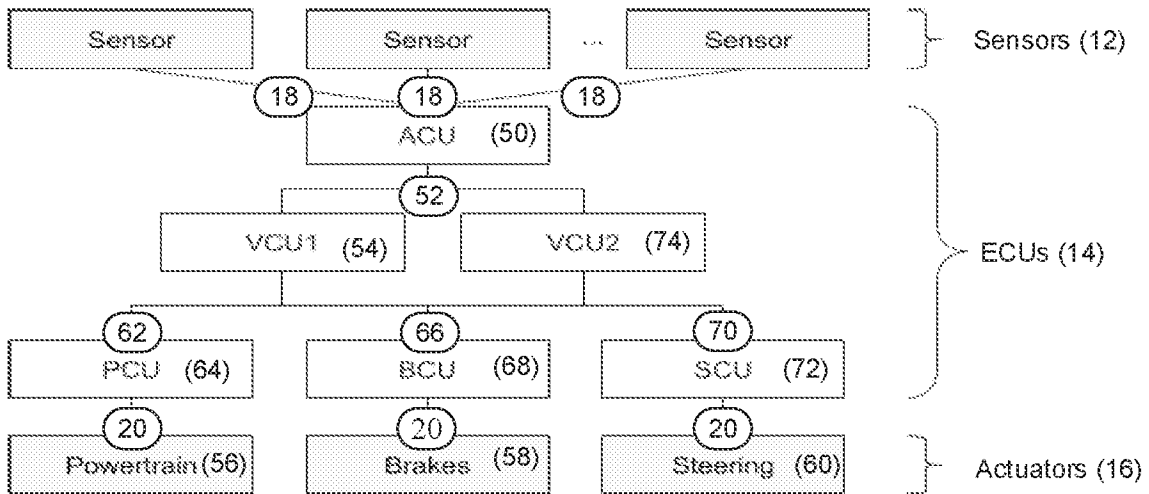 Sensor Sensor ... Sensor Sensors (12)
18 18 18
ACU (50)
52
VCU1 (54) VCU2 (74)
ECUs (14)
62 66 70
PCU (64) BCU (68) SCU (72)
20 20 20
Powertrain (56) Brakes (58) Steering (60) Actuators (16)